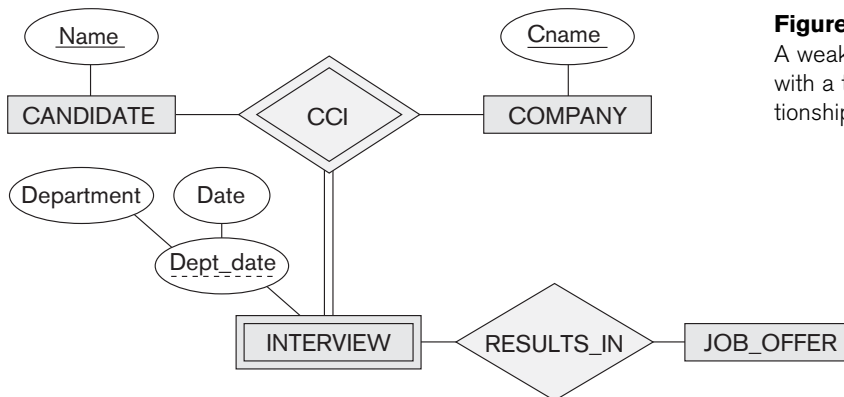 Name
Cname
Figure
A weak
with a t
tionship
CANDIDATE
CCI
COMPANY
Department
Date
Dept_date
INTERVIEW
RESULTS_IN
JOB_OFFER